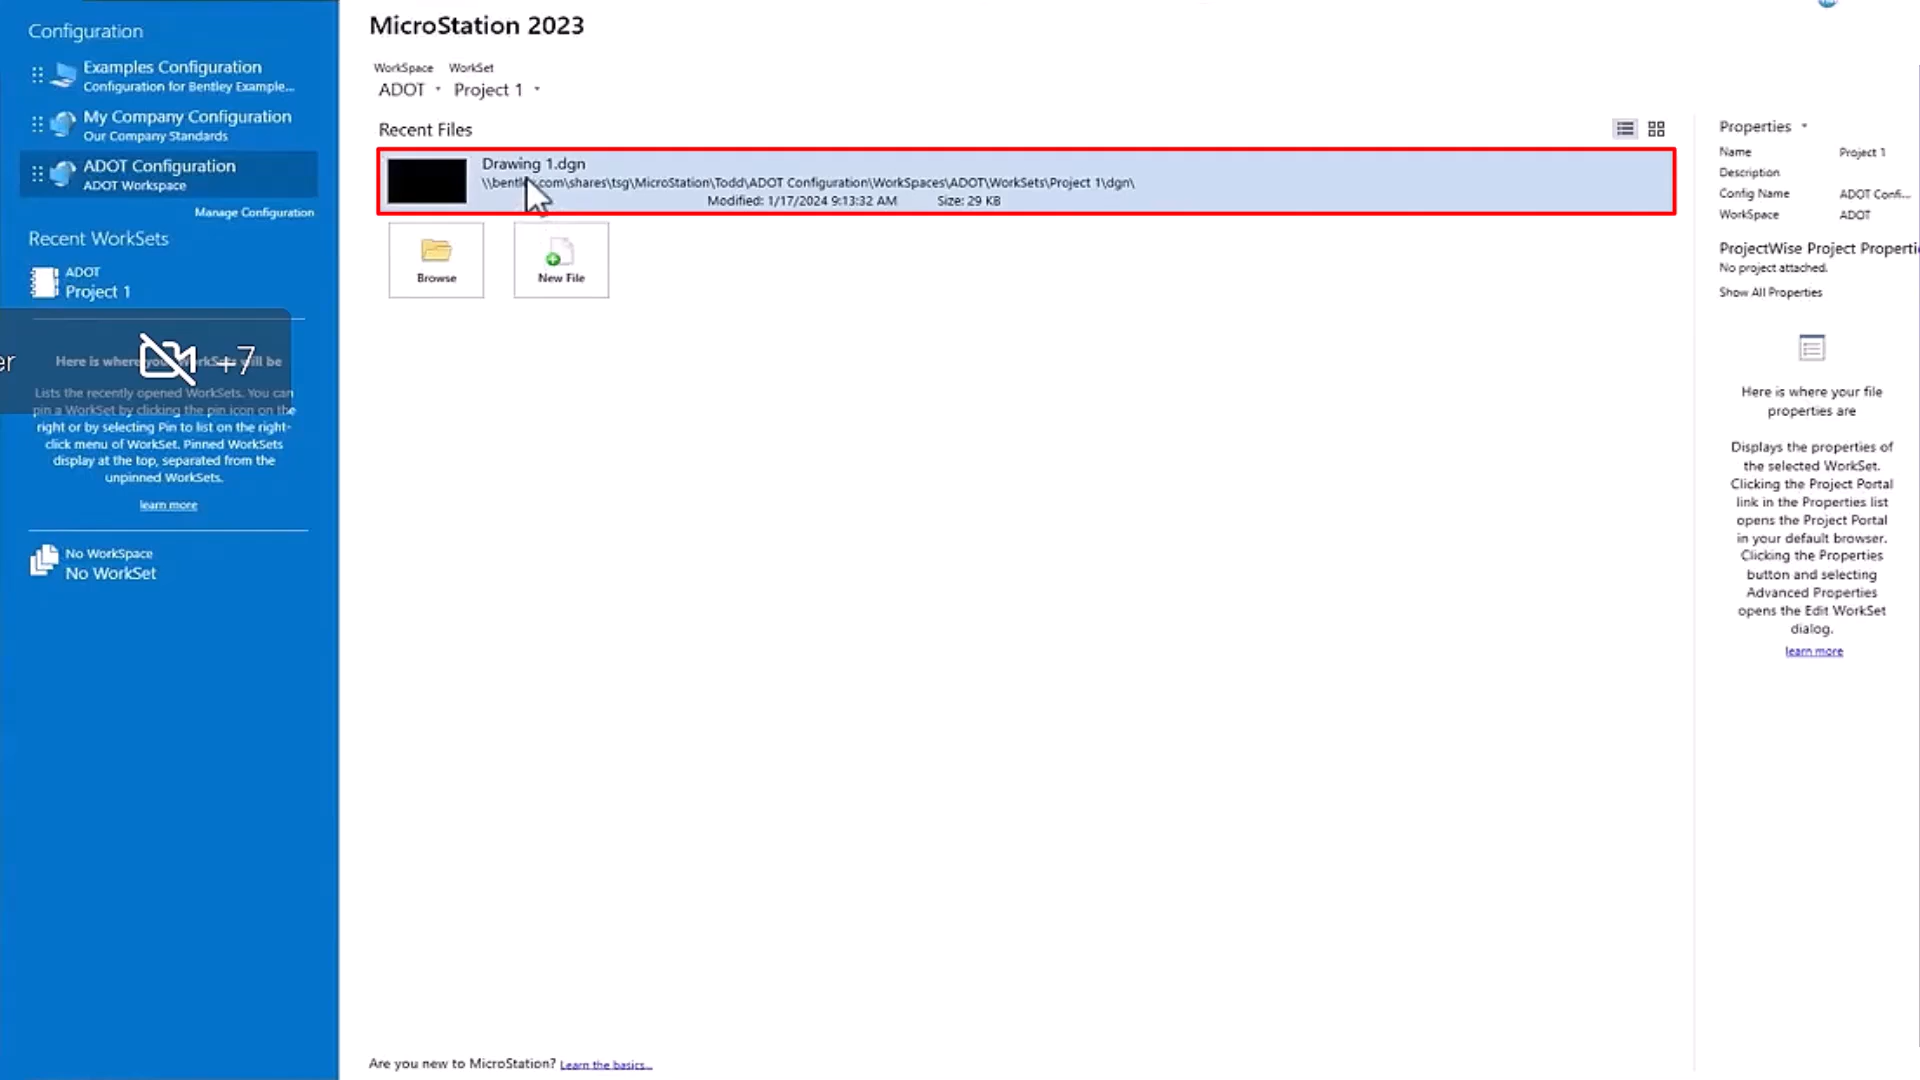 Configuration
Examples Configuration
Configuration for Bentley Example...
My Company Configuration
Our Company Standards
ADOT Configuration
ADOT Workspace
Manage Configuration
Recent WorkSets
ADOT
Project 1
er
+7
Here is where your WorkSets will be
Lists the recently opened WorkSets. You can
pin a WorkSet by clicking the pin icon on the
right or by selecting Pin to list on the right-
click menu of WorkSet. Pinned WorkSets
display at the top, separated from the
unpinned WorkSets.
learn more
No WorkSpace
No WorkSet
MicroStation 2023
WorkSpace WorkSet
ADOT Project 1
Recent Files
Drawing 1.dgn
\\bentley.com\shares\tsg\MicroStation\Todd\ADOT Configuration\WorkSpaces\ADOT\WorkSets\Project 1\dgn\
Modified: 1/17/2024 9:13:32 AM Size: 29 KB
Browse
New File
Are you new to MicroStation? Learn the basics...
Properties
Name Project 1
Description
Config Name ADOT Confi...
WorkSpace ADOT
ProjectWise Project Properti
No project attached.
Show All Properties
Here is where your file
properties are
Displays the properties of
the selected WorkSet.
Clicking the Project Portal
link in the Properties list
opens the Project Portal
in your default browser.
Clicking the Properties
button and selecting
Advanced Properties
opens the Edit WorkSet
dialog.
learn more